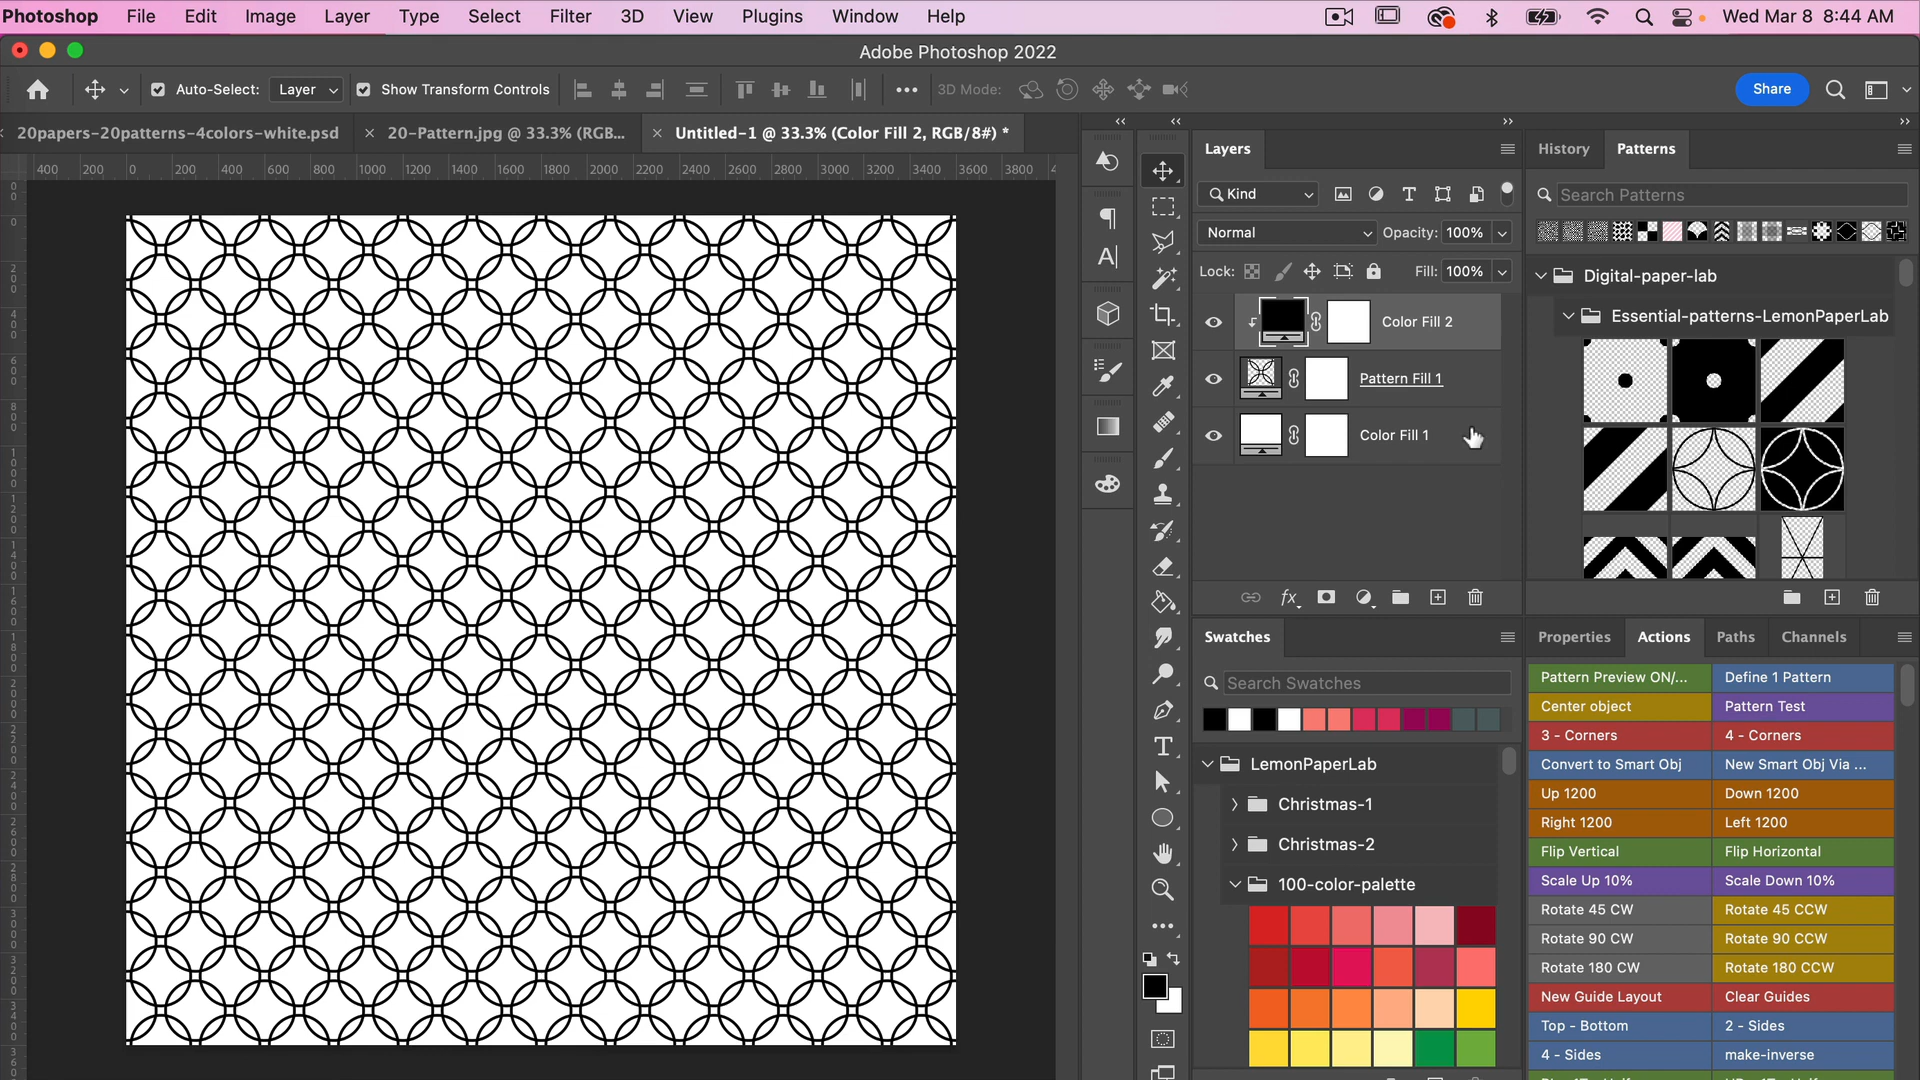 Photoshop File Edit Image Layer Type Select Filter 3D View Plugins Window Help Wed Mar 8 8:44 AM
Adobe Photoshop 2022
Auto-Select: Layer Show Transform Controls 3D Mode: Share
20papers-20patterns-4colors-white.psd 20-Pattern.jpg @ 33.3% (RGB... Untitled-1 @ 33.3% (Color Fill 2, RGB/8#) *
400 200 0 200 400 600 800 1000 1200 1400 1600 1800 2000 2200 2400 2600 2800 3000 3200 3400 3600 3800
Layers
Kind
Normal Opacity: 100%
Lock: Fill: 100%
Color Fill 2
Pattern Fill 1
Color Fill 1
fx
History Patterns
Search Patterns
Digital-paper-lab
Essential-patterns-LemonPaperLab
Swatches
Search Swatches
LemonPaperLab
Christmas-1
Christmas-2
100-color-palette
Properties Actions Paths Channels
Pattern Preview ON/... Define 1 Pattern
Center object Pattern Test
3 - Corners 4 - Corners
Convert to Smart Obj New Smart Obj Via ...
Up 1200 Down 1200
Right 1200 Left 1200
Flip Vertical Flip Horizontal
Scale Up 10% Scale Down 10%
Rotate 45 CW Rotate 45 CCW
Rotate 90 CW Rotate 90 CCW
Rotate 180 CW Rotate 180 CCW
New Guide Layout Clear Guides
Top - Bottom 2 - Sides
4 - Sides make-inverse